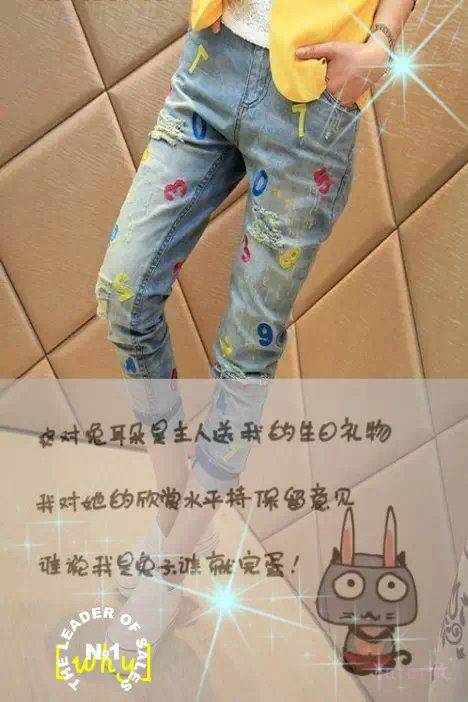 这对兔耳朵是主人送我的生日礼物
我对她的欣赏水平持保留意见
谁说我是兔子谁就完蛋!
THE LEADER OF SALES
№1
why